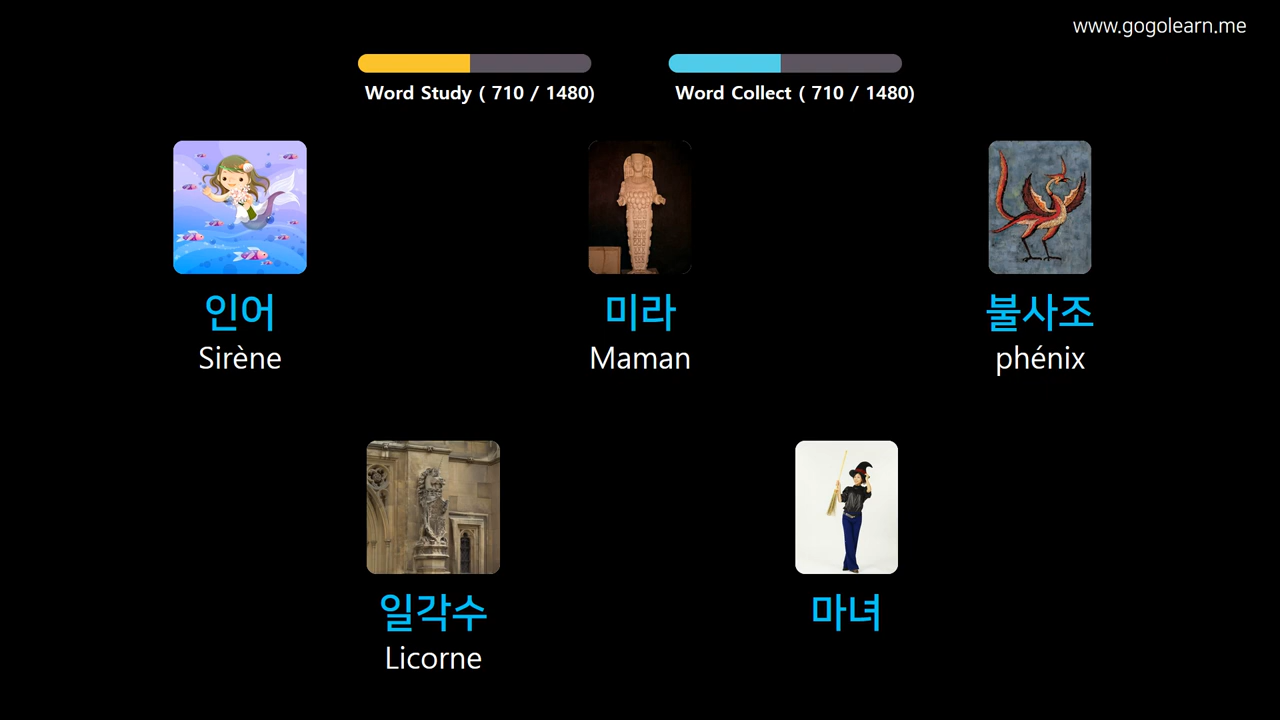 www.gogolearn.me
Word Study ( 710 / 1480)
Word Collect ( 710 / 1480)
인어
Sirène
미라
Maman
불사조
phénix
일각수
Licorne
마녀